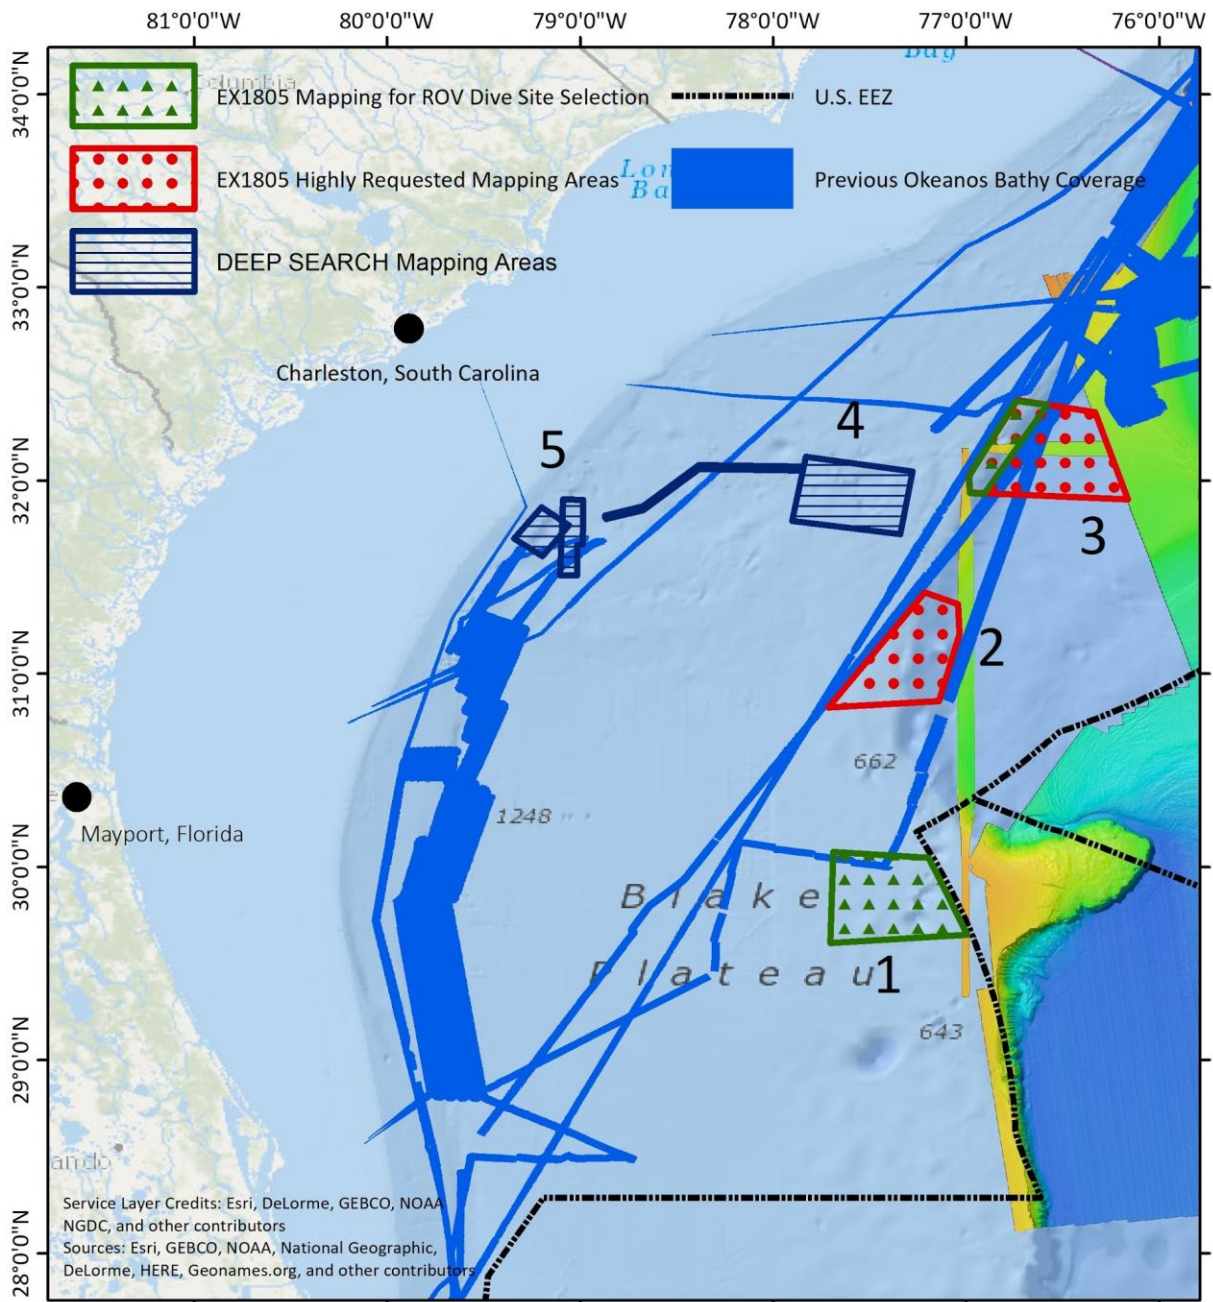 81°0'0"W 80°0'0"W 79°0'0"W 78°0'0"W 77°0'0"W 76°0'0"W
34°0'0"N
33°0'0"N
32°0'0"N
31°0'0"N
30°0'0"N
29°0'0"N
28°0'0"N
Bay
Columbia
EX1805 Mapping for ROV Dive Site Selection
U.S. EEZ
EX1805 Highly Requested Mapping Areas
Previous Okeanos Bathy Coverage
DEEP SEARCH Mapping Areas
Charleston, South Carolina
4
5
3
2
662
1248
Mayport, Florida
Blake
Plateau
1
643
Service Layer Credits: Esri, DeLorme, GEBCO, NOAA
NGDC, and other contributors
Sources: Esri, GEBCO, NOAA, National Geographic,
DeLorme, HERE, Geonames.org, and other contributors